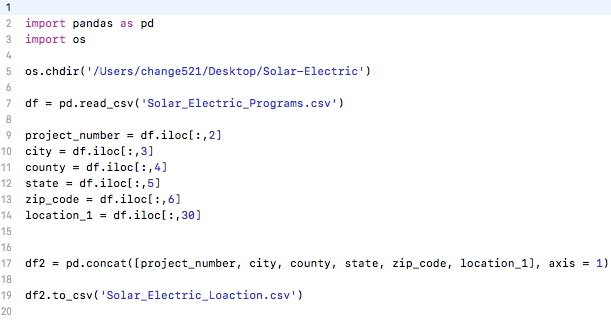 1
2 import pandas as pd
3 import os
4
5 os.chdir('/Users/change521/Desktop/Solar-Electric')
6
7 df = pd.read_csv('Solar_Electric_Programs.csv')
8
9 project_number = df.iloc[:,2]
10 city = df.iloc[:,3]
11 county = df.iloc[:,4]
12 state = df.iloc[:,5]
13 zip_code = df.iloc[:,6]
14 location_1 = df.iloc[:,30]
15
16
17 df2 = pd.concat([project_number, city, county, state, zip_code, location_1], axis = 1)
18
19 df2.to_csv('Solar_Electric_Loaction.csv')
20